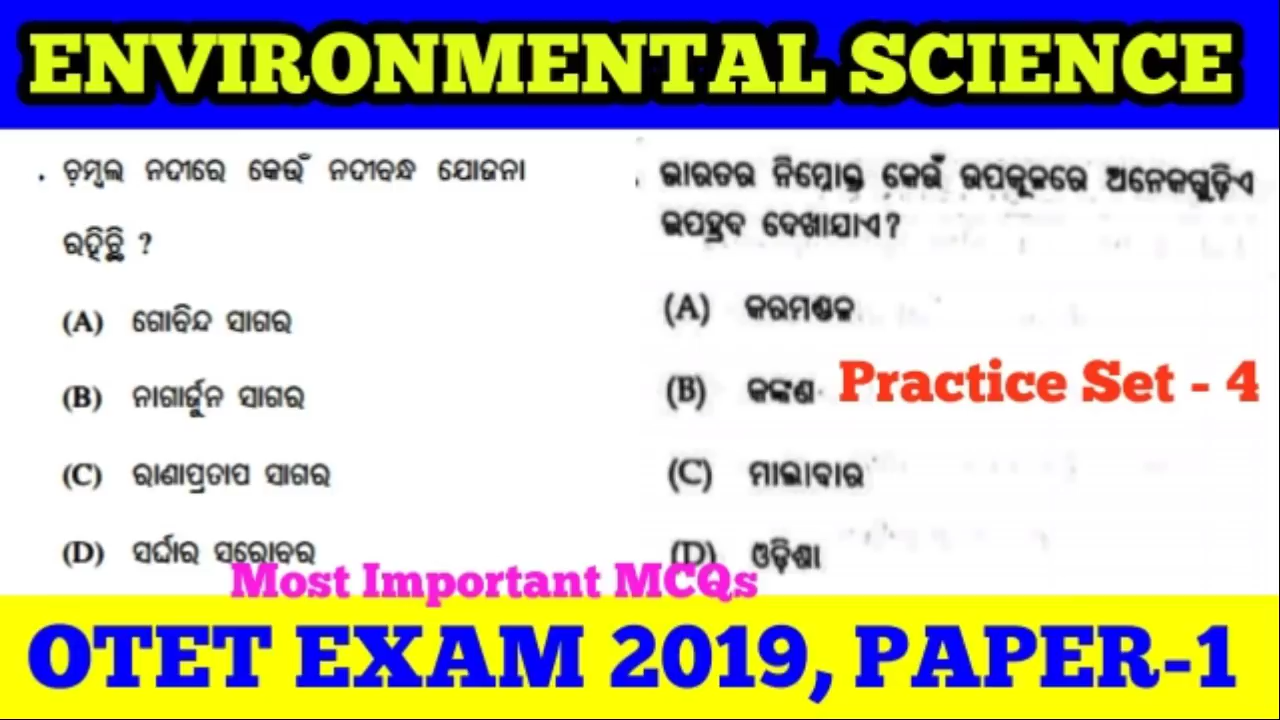 ENVIRONMENTAL SCIENCE
. ଚମ୍ବଲ ନଦୀରେ କେଉଁ ନଦୀବନ୍ଧ ଯୋଜନା
ରହିଛି ?
(A) ଗୋବିନ୍ଦ ସାଗର
(B) ନାଗାର୍ଜୁନ ସାଗର
(C) ରାଣାପ୍ରତାପ ସାଗର
(D) ସର୍ଦ୍ଦାର ସରୋବର
. ଭାରତର ନିମ୍ନୋକ୍ତ କେଉଁ ଉପକୂଳରେ ଅନେକଗୁଡ଼ିଏ
ଉପହ୍ରଦ ଦେଖାଯାଏ ?
(A) କରମଣ୍ଡଳ
(B) କଙ୍କଣ
(C) ମାଲାବାର
(D) ଓଡ଼ିଶା
Practice Set - 4
Most Important MCQs
OTET EXAM 2019, PAPER-1